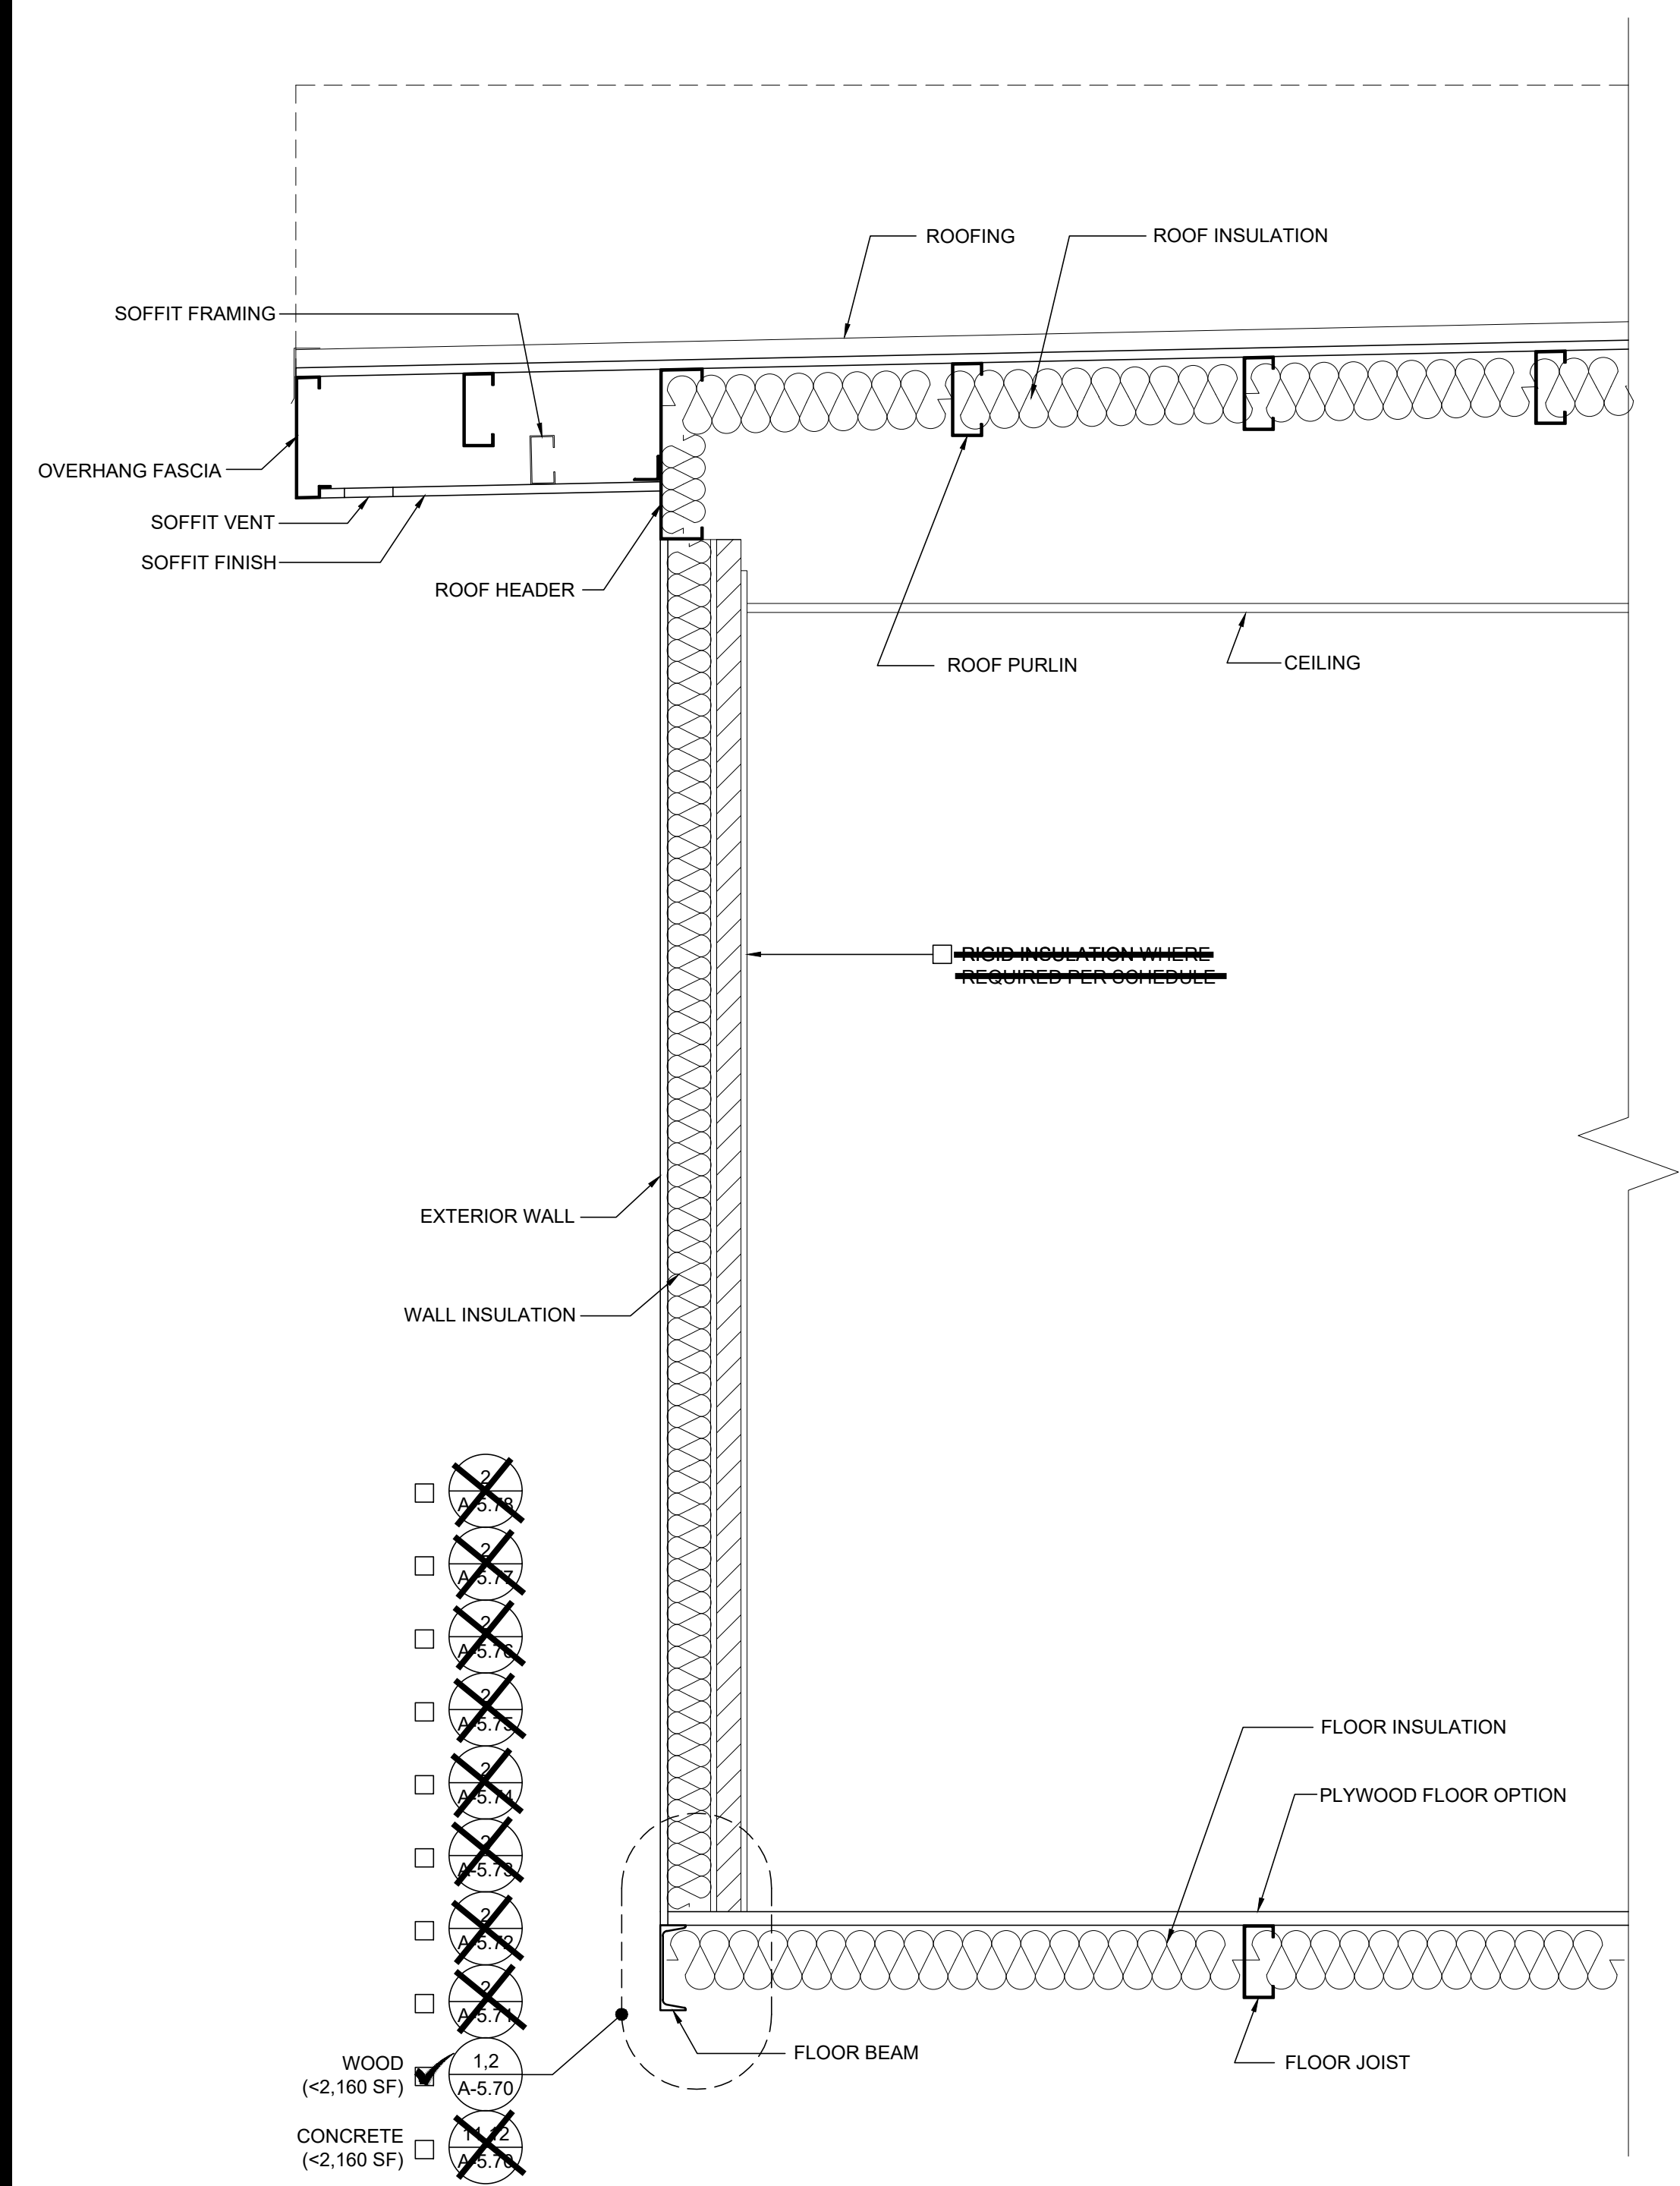 ROOFING
ROOF INSULATION
SOFFIT FRAMING
OVERHANG FASCIA
SOFFIT VENT
SOFFIT FINISH
ROOF HEADER
ROOF PURLIN
CEILING
RIGID INSULATION WHERE
REQUIRED PER SCHEDULE
EXTERIOR WALL
WALL INSULATION
2
A-5.78
2
A-5.77
2
A-5.76
2
A-5.75
2
A-5.74
2
A-5.73
2
A-5.72
2
A-5.71
FLOOR INSULATION
PLYWOOD FLOOR OPTION
WOOD
(<2,160 SF)
1,2
A-5.70
FLOOR BEAM
FLOOR JOIST
CONCRETE
(<2,160 SF)
11,12
A-5.70